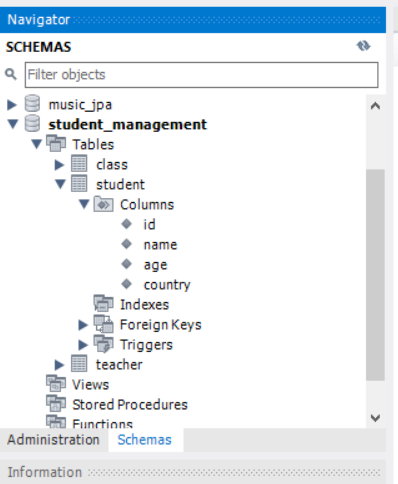 Navigator
SCHEMAS
Filter objects
music_jpa
student_management
Tables
class
student
Columns
id
name
age
country
Indexes
Foreign Keys
Triggers
teacher
Views
Stored Procedures
Functions
Administration Schemas
Information